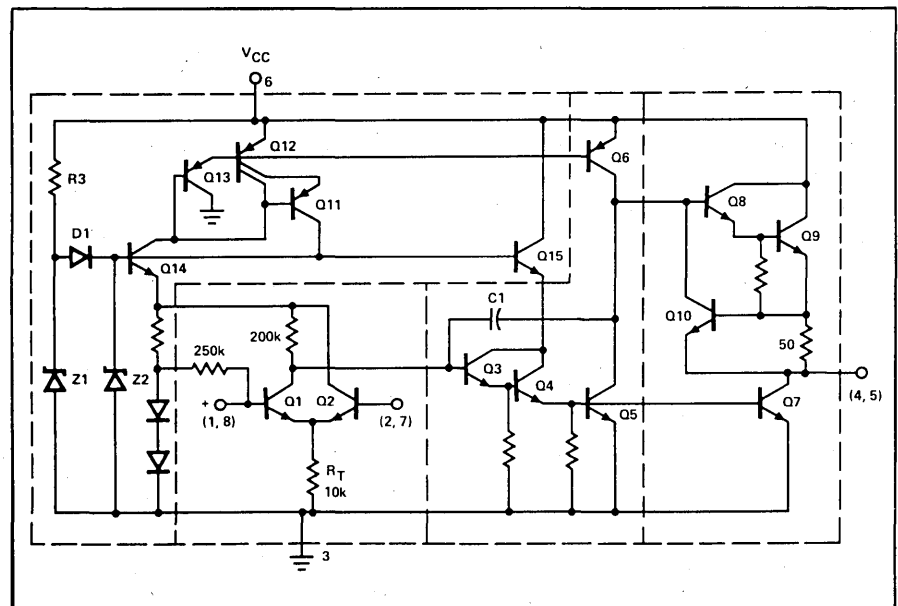 VCC
6
R3
Q12
Q13
Q11
Q6
D1
Q14
Q15
Q8
Q9
C1
Q10
200k
250k
50
Z1
Z2
+
(1, 8)
Q1
Q2
(2, 7)
Q3
Q4
Q5
Q7
(4, 5)
RT
10k
3